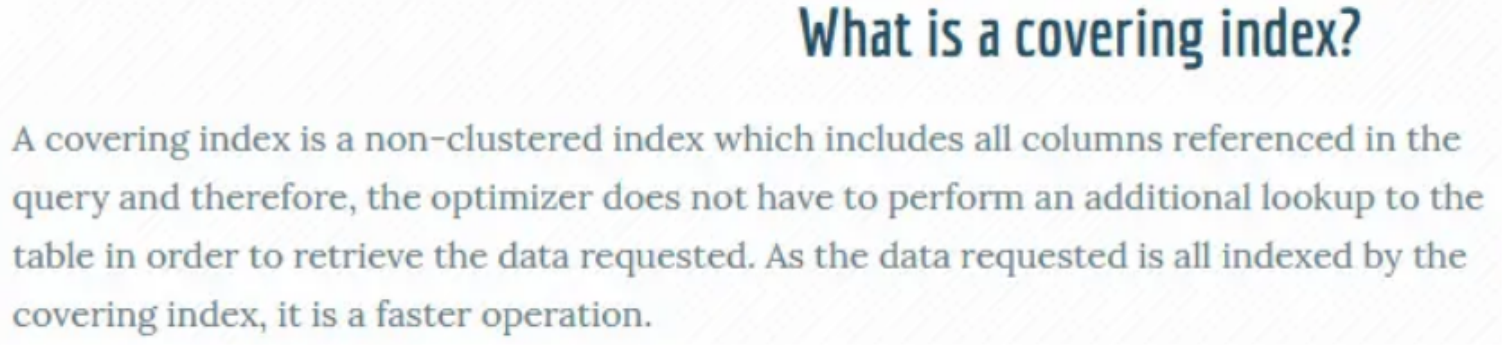 What is a covering index?
A covering index is a non-clustered index which includes all columns referenced in the
query and therefore, the optimizer does not have to perform an additional lookup to the
table in order to retrieve the data requested. As the data requested is all indexed by the
covering index, it is a faster operation.